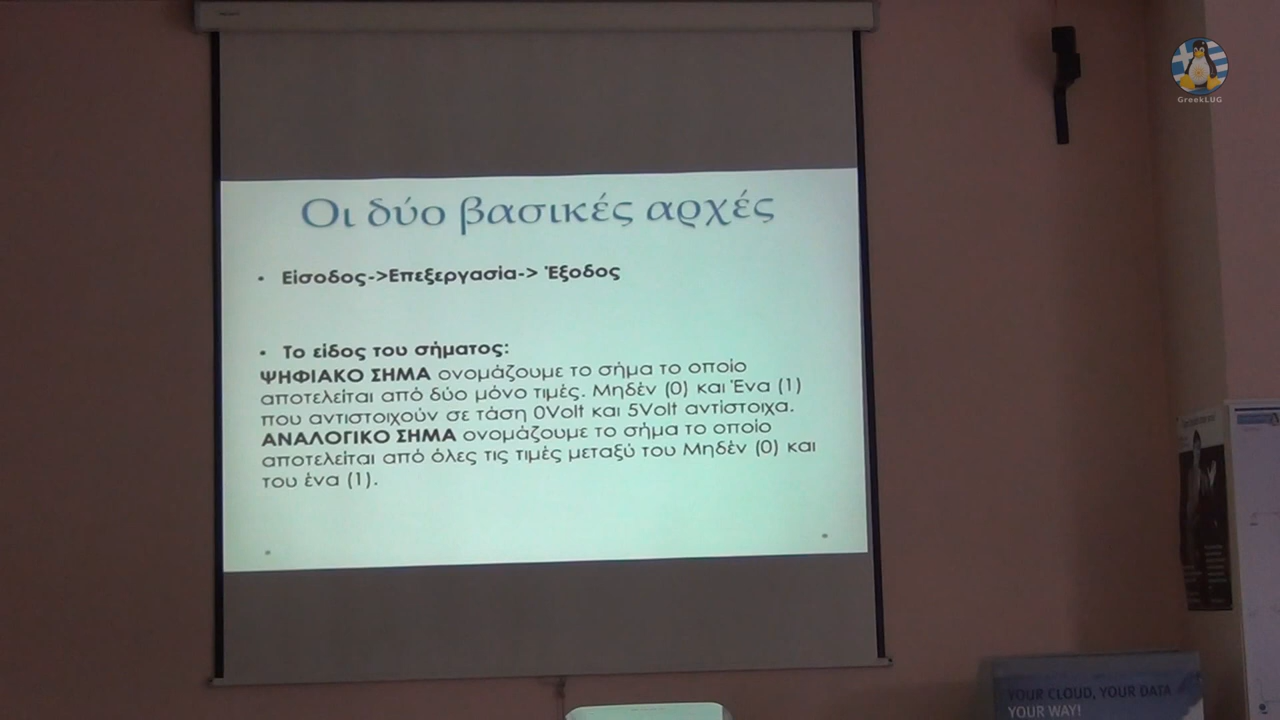 GreekLUG
Οι δύο βασικές αρχές
• Είσοδος->Επεξεργασία-> Έξοδος
• Το είδος του σήματος:
ΨΗΦΙΑΚΟ ΣΗΜΑ ονομάζουμε το σήμα το οποίο
αποτελείται από δύο μόνο τιμές. Μηδέν (0) και Ένα (1)
που αντιστοιχούν σε τάση 0Volt και 5Volt αντίστοιχα.
ΑΝΑΛΟΓΙΚΟ ΣΗΜΑ ονομάζουμε το σήμα το οποίο
αποτελείται από όλες τις τιμές μεταξύ του Μηδέν (0) και
του ένα (1).
YOUR CLOUD, YOUR DATA
YOUR WAY!